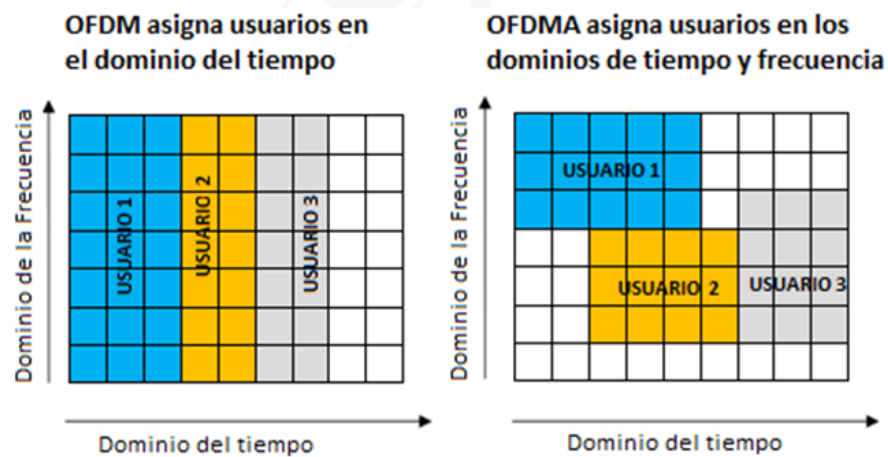 OFDM asigna usuarios en
el dominio del tiempo
OFDMA asigna usuarios en los
dominios de tiempo y frecuencia
Dominio de la Frecuencia
USUARIO 1
USUARIO 2
USUARIO 3
Dominio del tiempo
Dominio de la Frecuencia
USUARIO 1
USUARIO 2
USUARIO 3
Dominio del tiempo